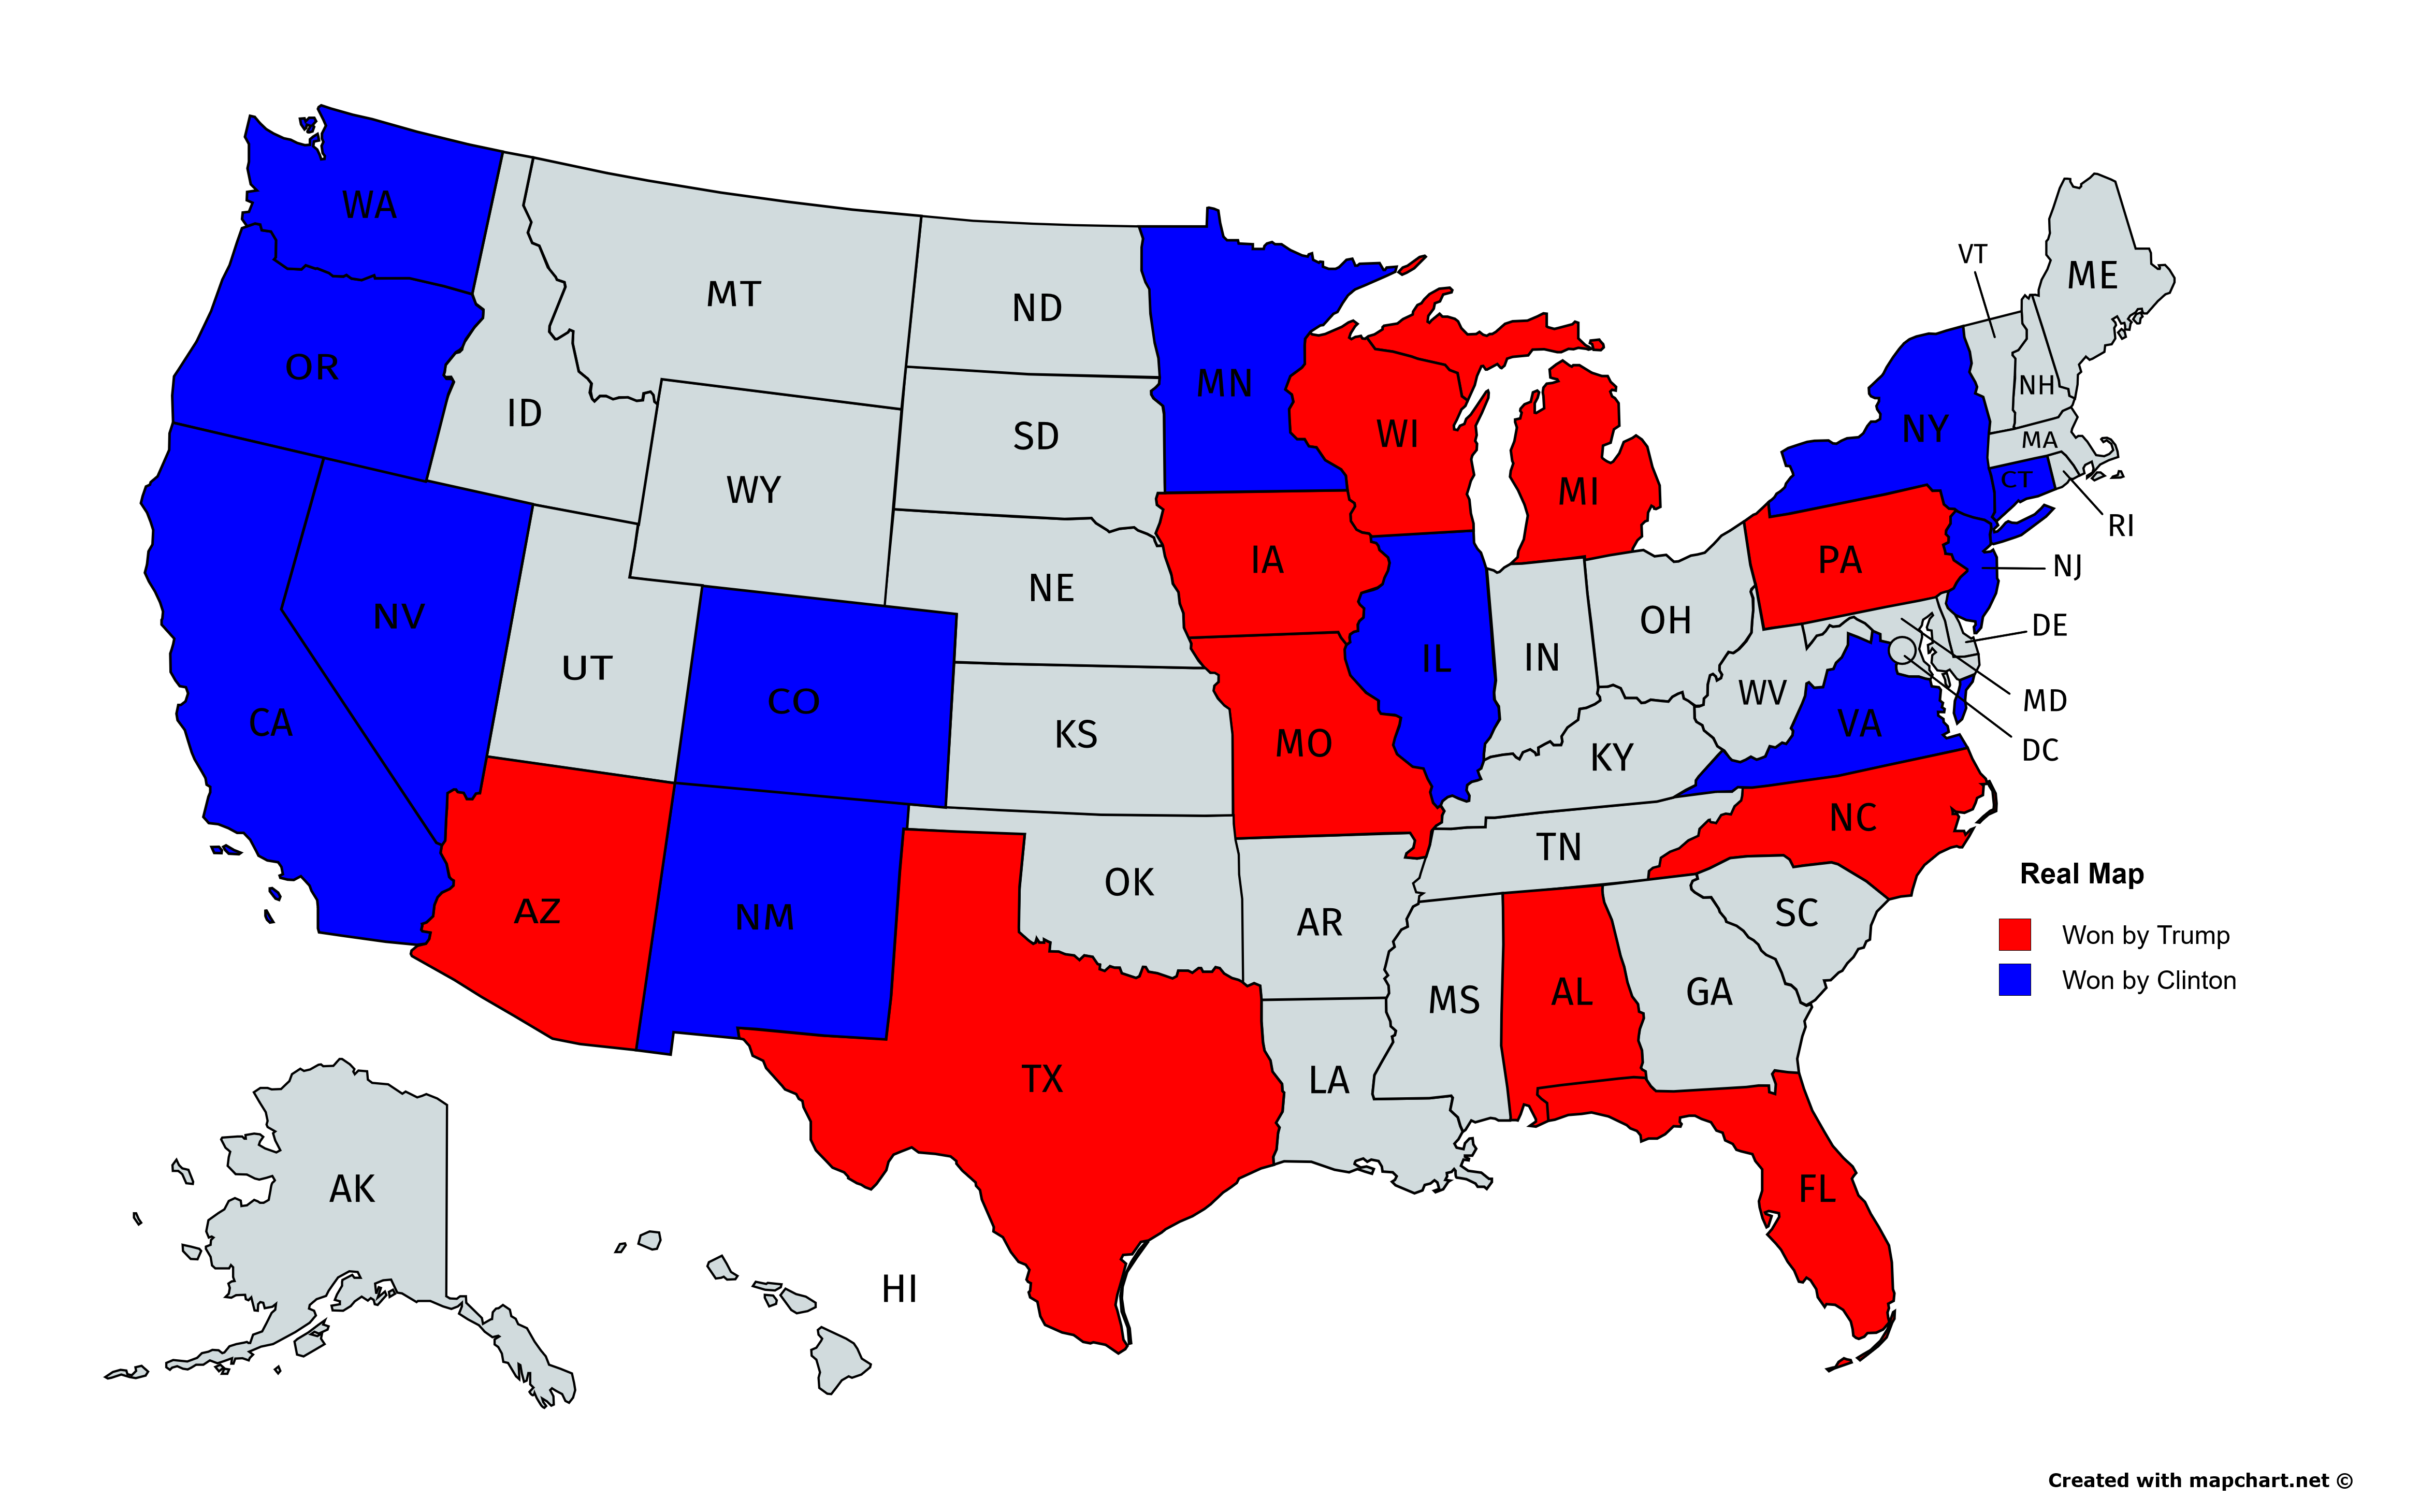 WA
OR
CA
NV
ID
MT
WY
UT
CO
AZ
NM
ND
SD
NE
KS
OK
TX
MN
IA
MO
AR
LA
WI
IL
MI
IN
OH
KY
TN
MS
AL
GA
FL
SC
NC
VA
WV
PA
NY
VT
NH
ME
MA
CT
RI
NJ
DE
MD
DC
AK
HI
Real Map
Won by Trump
Won by Clinton
Created with mapchart.net ©